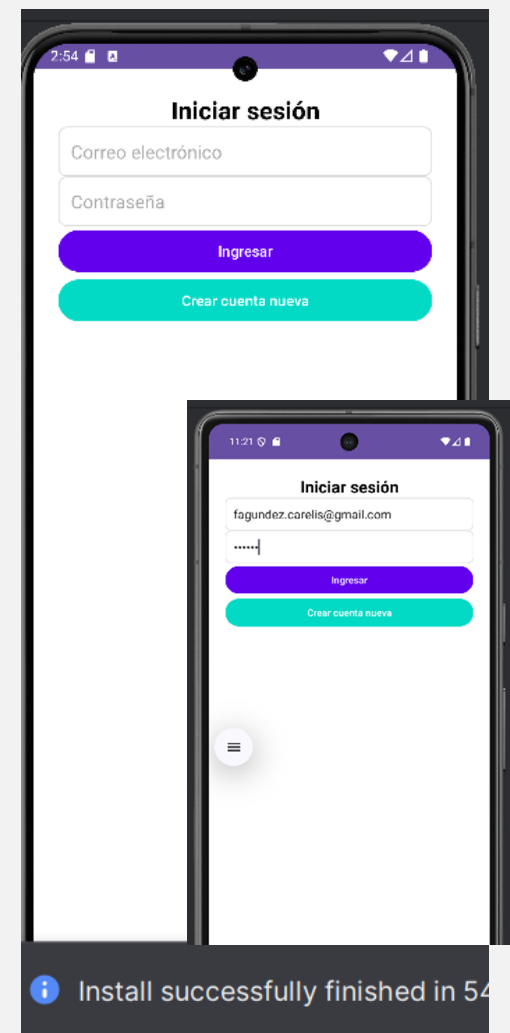 2:54
Iniciar sesión
Correo electrónico
Contraseña
Ingresar
Crear cuenta nueva
11:21
Iniciar sesión
fagundez.carelis@gmail.com
••••••
Ingresar
Crear cuenta nueva
Install successfully finished in 54